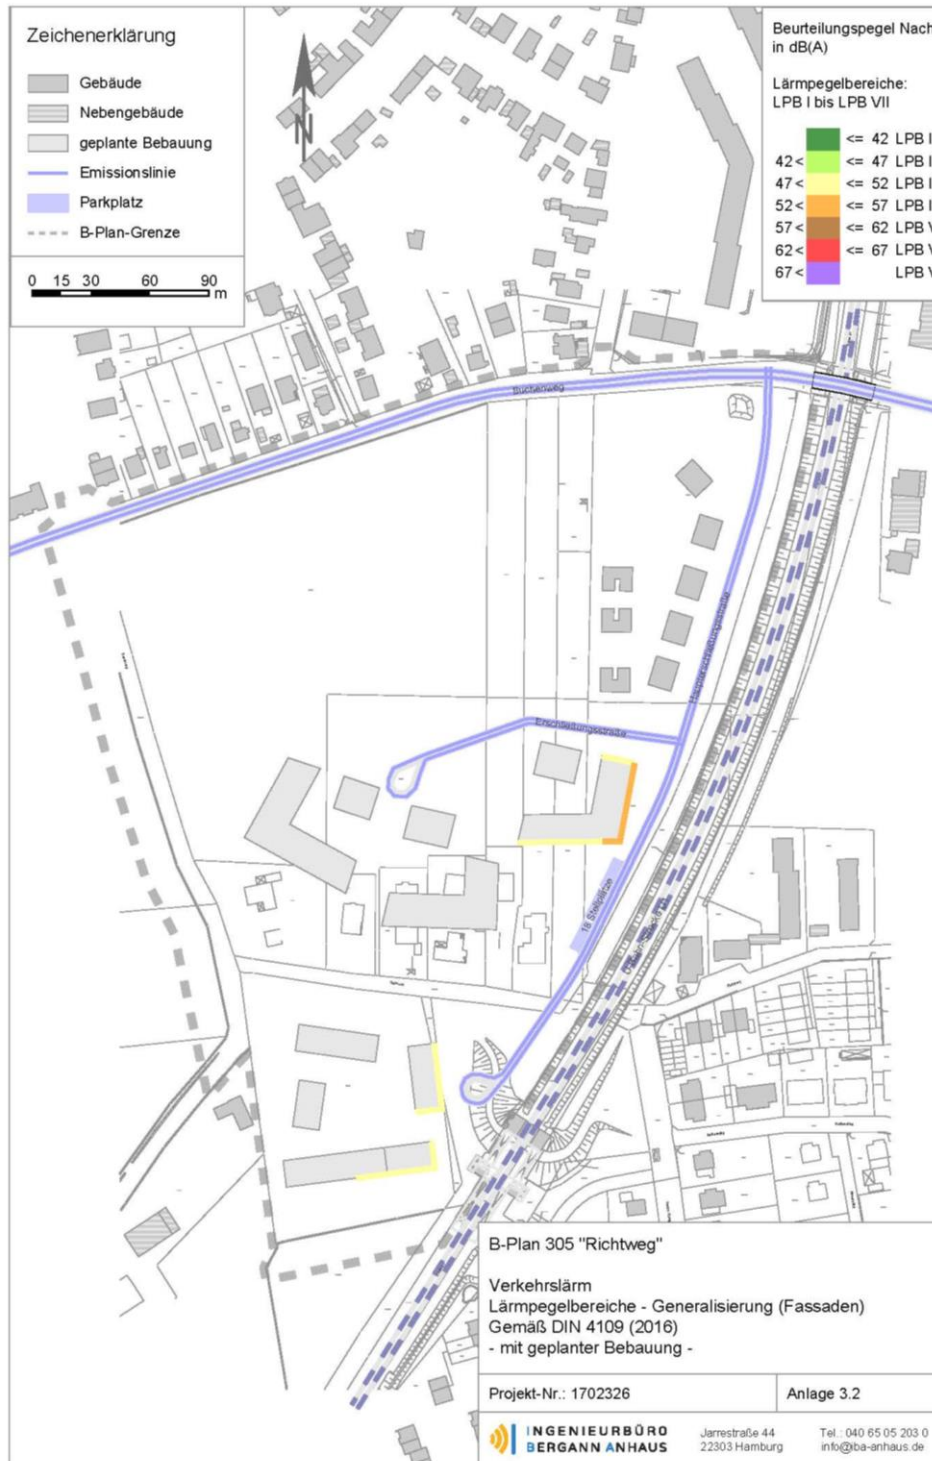 Zeichenerklärung
Gebäude
Nebengebäude
geplante Bebauung
Emissionslinie
Parkplatz
B-Plan-Grenze
0 15 30 60 90
m
N
Beurteilungspegel Nach
in dB(A)
Lärmpegelbereiche:
LPB I bis LPB VII
<= 42 LPB I
42 < <= 47 LPB I
47 < <= 52 LPB I
52 < <= 57 LPB I
57 < <= 62 LPB V
62 < <= 67 LPB V
67 < LPB V
Buchenweg
Haupterschließungsstraße
Erschließungsstraße
18 Stellplätze
B-Plan 305 "Richtweg"
Verkehrslärm
Lärmpegelbereiche - Generalisierung (Fassaden)
Gemäß DIN 4109 (2016)
- mit geplanter Bebauung -
Projekt-Nr.: 1702326
Anlage 3.2
INGENIEURBÜRO
BERGANN ANHAUS
Jarrestraße 44
22303 Hamburg
Tel.: 040 65 05 203 0
info@iba-anhaus.de